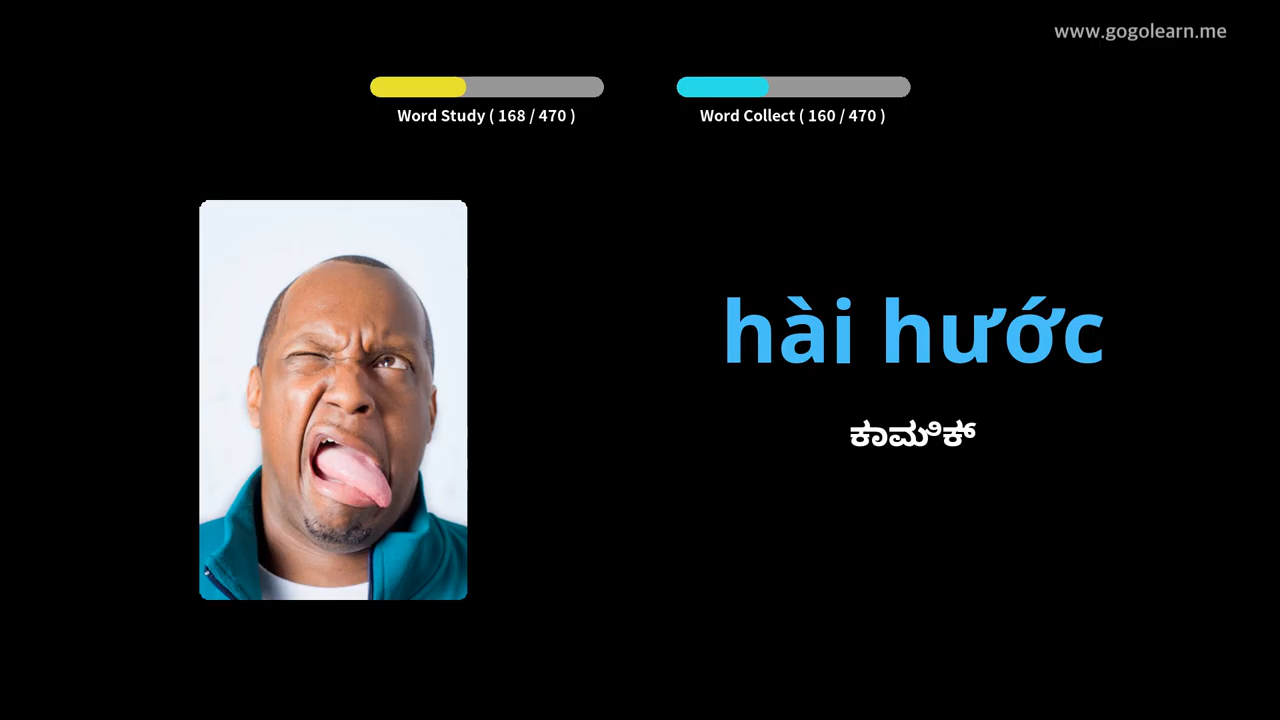 www.gogolearn.me
Word Study ( 168 / 470 )
Word Collect ( 160 / 470 )
hài hước
ಕಾಮಿಕ್